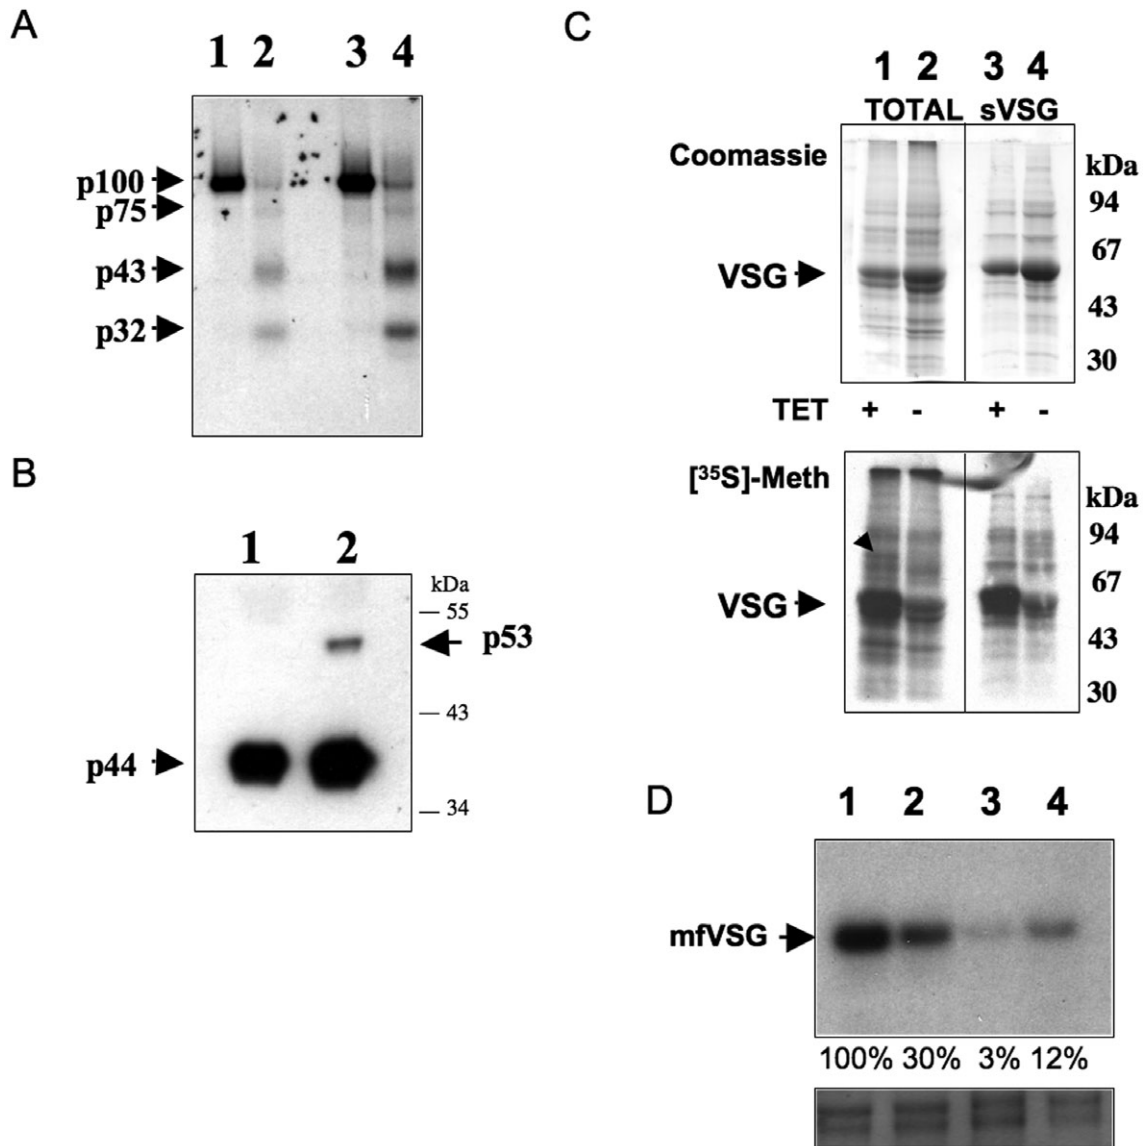 A
1 2 3 4
p100
p75
p43
p32
B
1 2
kDa
55
p53
43
p44
34
C
1 2 3 4
TOTAL sVSG
Coomassie
kDa
94
67
VSG
43
30
TET + - + -
[³⁵S]-Meth
kDa
94
67
VSG
43
30
D 1 2 3 4
mfVSG
100% 30% 3% 12%